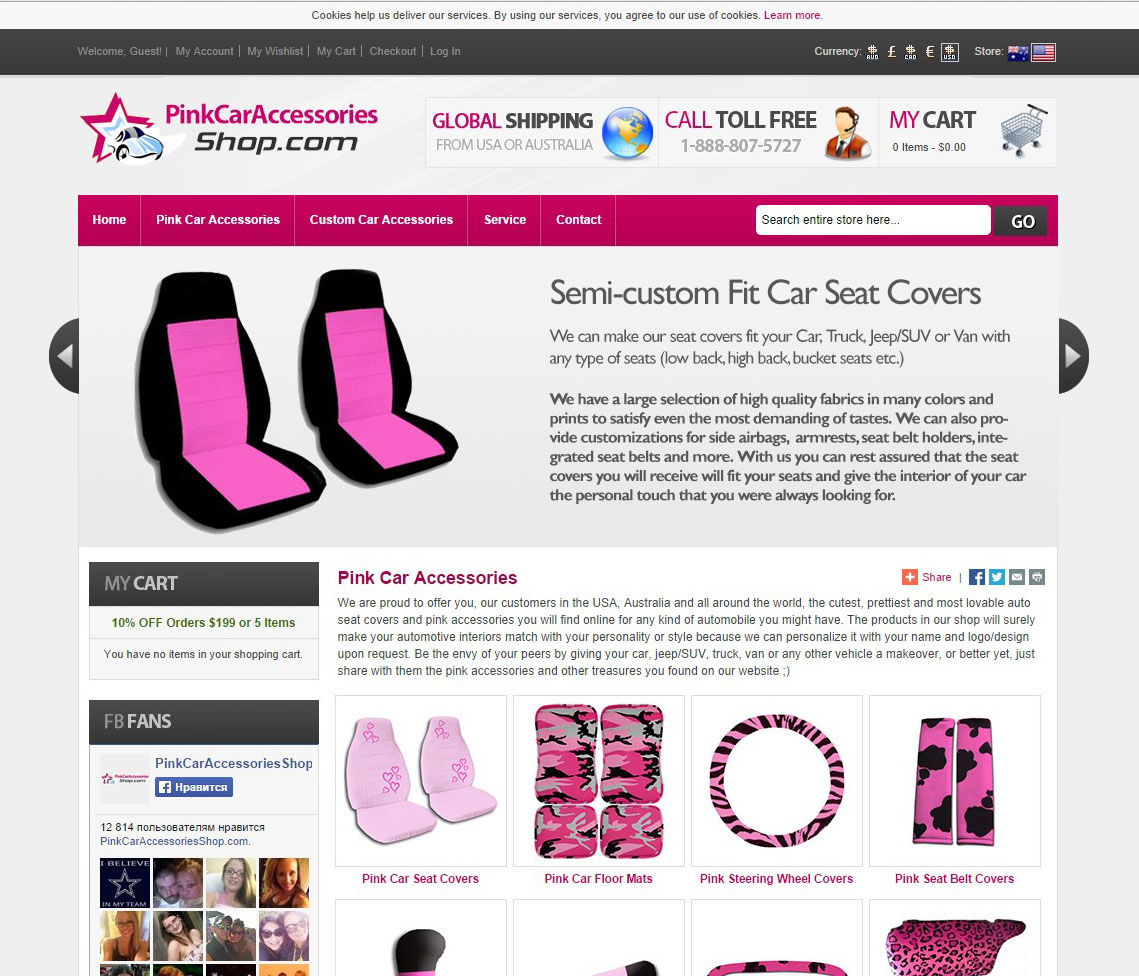 Cookies help us deliver our services. By using our services, you agree to our use of cookies. Learn more.
Welcome, Guest! | My Account | My Wishlist | My Cart | Checkout | Log In
Currency: $ AUD £ $ CAD € $ USD Store:
PinkCarAccessories
Shop.com
GLOBAL SHIPPING
FROM USA OR AUSTRALIA
CALL TOLL FREE
1-888-807-5727
MY CART
0 Items - $0.00
Home Pink Car Accessories Custom Car Accessories Service Contact Search entire store here... GO
Semi-custom Fit Car Seat Covers
We can make our seat covers fit your Car, Truck, Jeep/SUV or Van with
any type of seats (low back, high back, bucket seats etc.)
We have a large selection of high quality fabrics in many colors and
prints to satisfy even the most demanding of tastes. We can also pro-
vide customizations for side airbags, armrests, seat belt holders, inte-
grated seat belts and more. With us you can rest assured that the seat
covers you will receive will fit your seats and give the interior of your car
the personal touch that you were always looking for.
MY CART
10% OFF Orders $199 or 5 Items
You have no items in your shopping cart.
FB FANS
PinkCarAccessories
Shop.com
PinkCarAccessoriesShop
Нравится
12 814 пользователям нравится
PinkCarAccessoriesShop.com.
I BELIEVE
IN MY TEAM
Pink Car Accessories
Share |
We are proud to offer you, our customers in the USA, Australia and all around the world, the cutest, prettiest and most lovable auto
seat covers and pink accessories you will find online for any kind of automobile you might have. The products in our shop will surely
make your automotive interiors match with your personality or style because we can personalize it with your name and logo/design
upon request. Be the envy of your peers by giving your car, jeep/SUV, truck, van or any other vehicle a makeover, or better yet, just
share with them the pink accessories and other treasures you found on our website ;)
Pink Car Seat Covers
Pink Car Floor Mats
Pink Steering Wheel Covers
Pink Seat Belt Covers